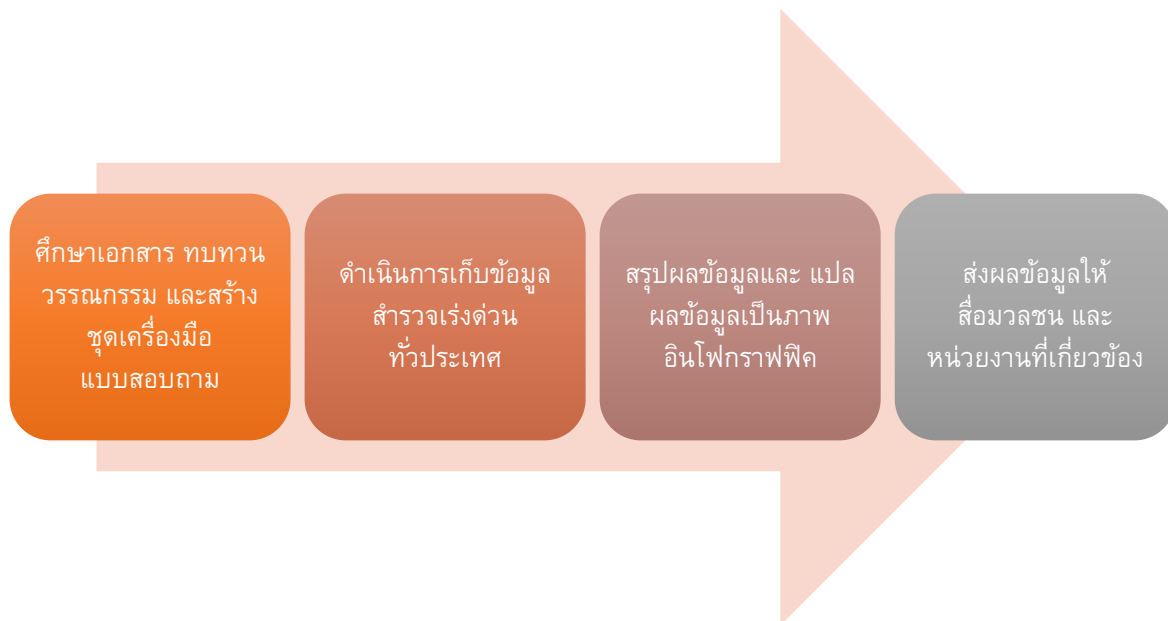 ศึกษาเอกสาร ทบทวน
วรรณกรรม และสร้าง
ชุดเครื่องมือ
แบบสอบถาม
ดำเนินการเก็บข้อมูล
สำรวจเร่งด่วน
ทั่วประเทศ
สรุปผลข้อมูลและ แปล
ผลข้อมูลเป็นภาพ
อินโฟกราฟฟิค
ส่งผลข้อมูลให้
สื่อมวลชน และ
หน่วยงานที่เกี่ยวข้อง